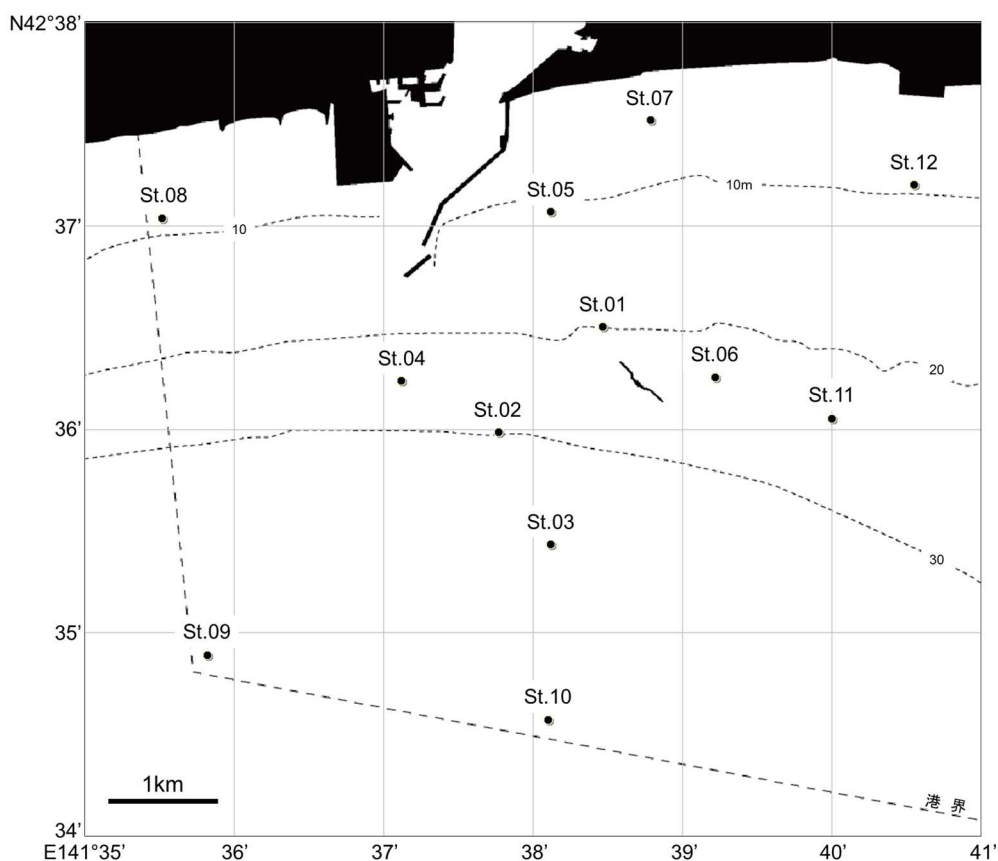 N42°38’
St.07
St.12
St.08
St.05
10m
37’
10
St.01
St.04
St.06
20
St.11
St.02
36’
St.03
30
35’
St.09
St.10
1km
港 界
34’
E141°35’ 36’ 37’ 38’ 39’ 40’ 41’